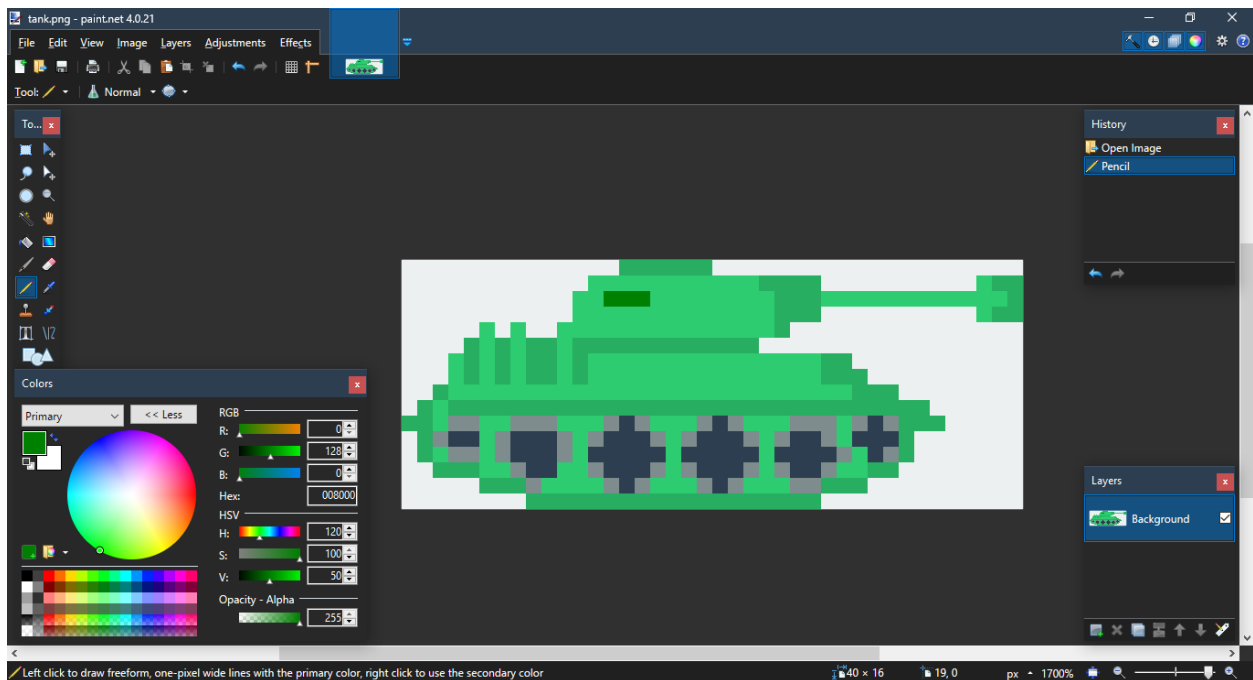 tank.png - paint.net 4.0.21
File Edit View Image Layers Adjustments Effects
Tool: Normal
To...
History
Open Image
Pencil
Colors
Primary << Less RGB
R: 0
G: 128
B: 0
Hex: 008000
HSV
H: 120
S: 100
V: 50
Opacity - Alpha
255
Layers
Background
Left click to draw freeform, one-pixel wide lines with the primary color, right click to use the secondary color 40 × 16 19, 0 px 1700%